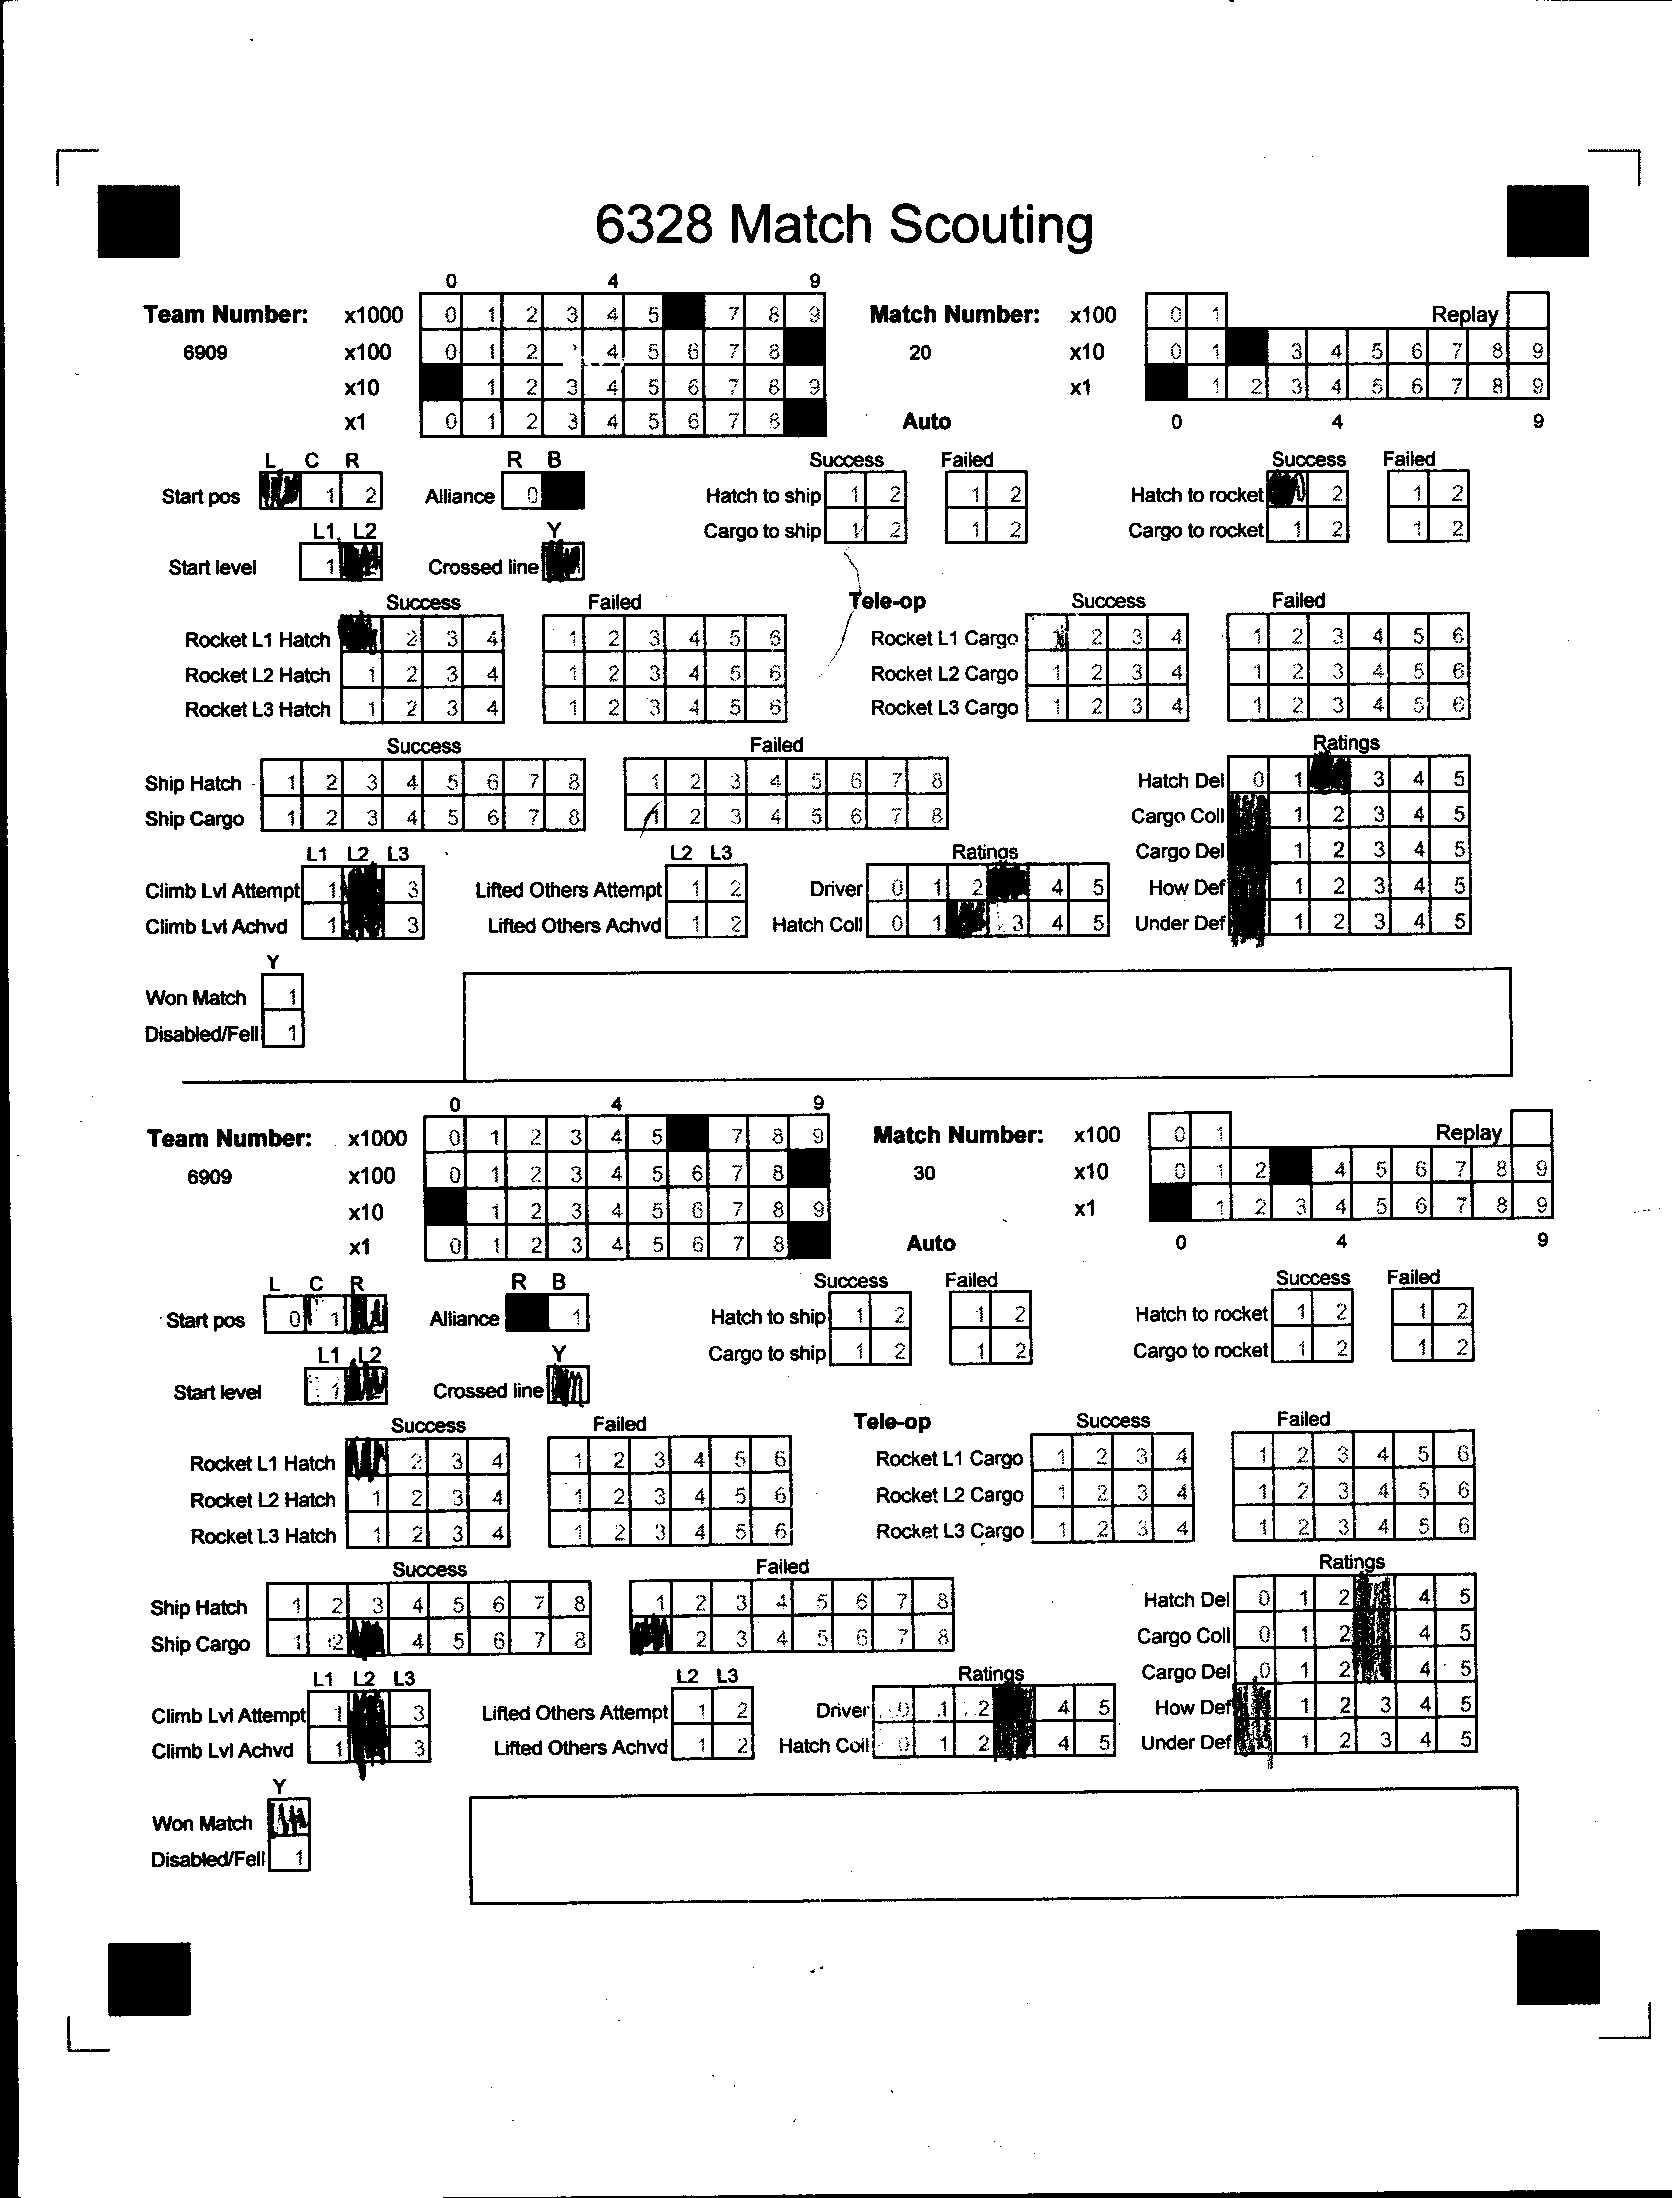 6328 Match Scouting
0 4 9
Team Number: x1000 0 1 2 3 4 5 7 8 9 Match Number: x100 0 1 Replay
6909 x100 0 1 2 4 5 6 7 8 20 x10 0 1 3 4 5 6 7 8 9
x10 1 2 3 4 5 6 7 8 9 x1 1 2 3 4 5 6 7 8 9
x1 0 1 2 3 4 5 6 7 8 Auto 0 4 9
L C R R B Success Failed Success Failed
Start pos 1 2 Alliance 0 Hatch to ship 1 2 1 2 Hatch to rocket 2 1 2
L1 L2 Y Cargo to ship 1 2 1 2 Cargo to rocket 1 2 1 2
Start level 1 Crossed line
Success Failed Tele-op Success Failed
Rocket L1 Hatch 2 3 4 1 2 3 4 5 6 Rocket L1 Cargo 1 2 3 4 1 2 3 4 5 6
Rocket L2 Hatch 1 2 3 4 1 2 3 4 5 6 Rocket L2 Cargo 1 2 3 4 1 2 3 4 5 6
Rocket L3 Hatch 1 2 3 4 1 2 3 4 5 6 Rocket L3 Cargo 1 2 3 4 1 2 3 4 5 6
Success Failed Ratings
Ship Hatch 1 2 3 4 5 6 7 8 1 2 3 4 5 6 7 8 Hatch Del 0 1 3 4 5
Ship Cargo 1 2 3 4 5 6 7 8 1 2 3 4 5 6 7 8 Cargo Coll 1 2 3 4 5
L1 L2 L3 L2 L3 Ratings Cargo Del 1 2 3 4 5
Climb Lvl Attempt 1 3 Lifted Others Attempt 1 2 Driver 0 1 2 4 5 How Def 1 2 3 4 5
Climb Lvl Achvd 1 3 Lifted Others Achvd 1 2 Hatch Coll 0 1 3 4 5 Under Def 1 2 3 4 5
Y
Won Match 1
Disabled/Fell 1
0 4 9
Team Number: x1000 0 1 2 3 4 5 7 8 9 Match Number: x100 0 1 Replay
6909 x100 0 1 2 3 4 5 6 7 8 30 x10 0 1 2 4 5 6 7 8 9
x10 1 2 3 4 5 6 7 8 9 x1 1 2 3 4 5 6 7 8 9
x1 0 1 2 3 4 5 6 7 8 Auto 0 4 9
L C R R B Success Failed Success Failed
Start pos 0 1 Alliance 1 Hatch to ship 1 2 1 2 Hatch to rocket 1 2 1 2
L1 L2 Y Cargo to ship 1 2 1 2 Cargo to rocket 1 2 1 2
Start level 1 Crossed line
Success Failed Tele-op Success Failed
Rocket L1 Hatch 2 3 4 1 2 3 4 5 6 Rocket L1 Cargo 1 2 3 4 1 2 3 4 5 6
Rocket L2 Hatch 1 2 3 4 1 2 3 4 5 6 Rocket L2 Cargo 1 2 3 4 1 2 3 4 5 6
Rocket L3 Hatch 1 2 3 4 1 2 3 4 5 6 Rocket L3 Cargo 1 2 3 4 1 2 3 4 5 6
Success Failed Ratings
Ship Hatch 1 2 3 4 5 6 7 8 1 2 3 4 5 6 7 8 Hatch Del 0 1 2 4 5
Ship Cargo 1 2 4 5 6 7 8 2 3 4 5 6 7 8 Cargo Coll 0 1 2 4 5
L1 L2 L3 L2 L3 Ratings Cargo Del 0 1 2 4 5
Climb Lvl Attempt 1 3 Lifted Others Attempt 1 2 Driver 0 1 2 4 5 How Def 1 2 3 4 5
Climb Lvl Achvd 1 3 Lifted Others Achvd 1 2 Hatch Coll 0 1 2 4 5 Under Def 1 2 3 4 5
Y
Won Match
Disabled/Fell 1